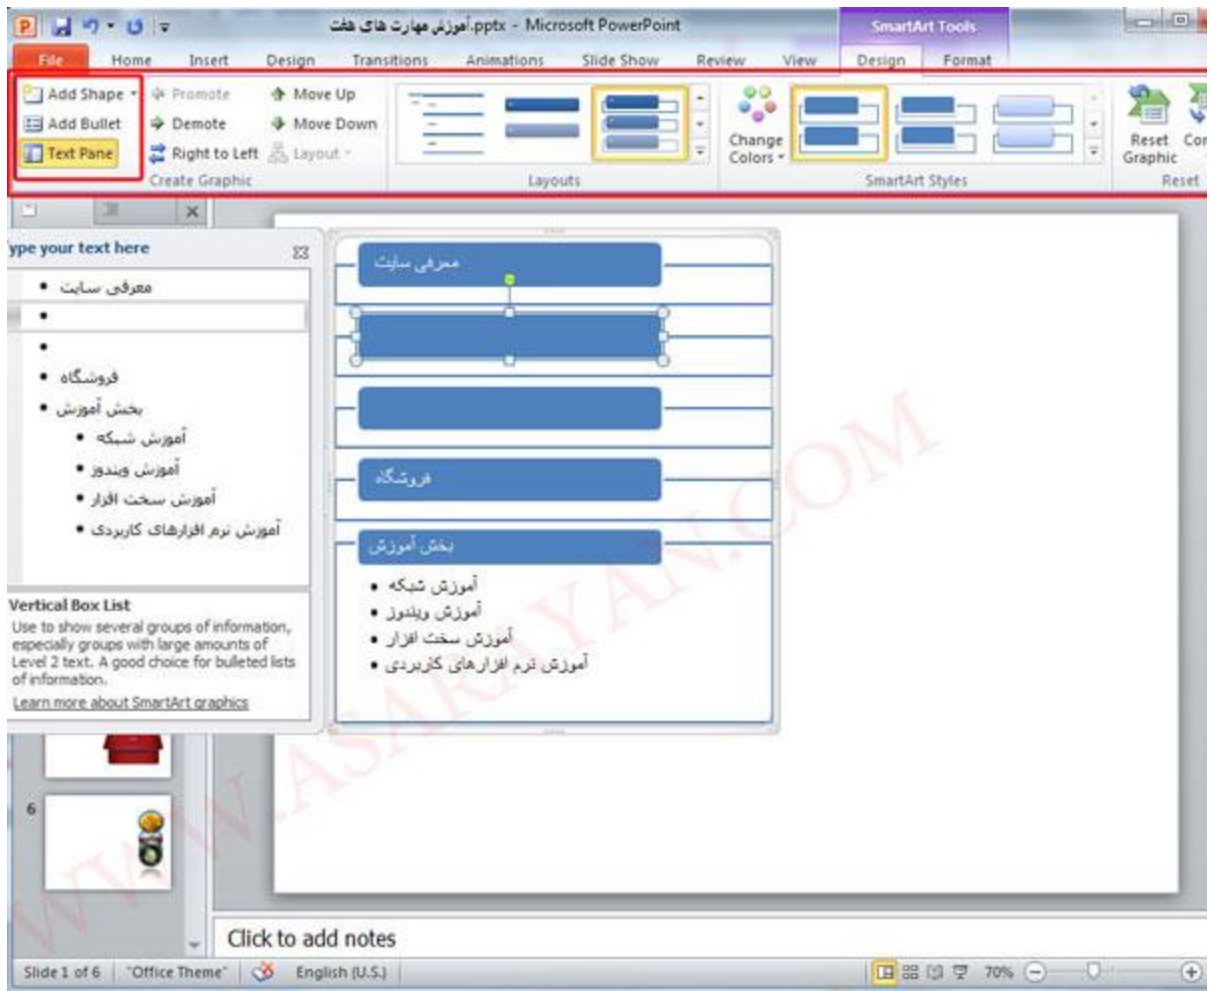 آموزش مهارت های هفت.pptx - Microsoft PowerPoint
SmartArt Tools
File Home Insert Design Transitions Animations Slide Show Review View Design Format
Add Shape Promote Move Up
Add Bullet Demote Move Down
Text Pane Right to Left Layout
Change Colors
Reset Graphic
Create Graphic Layouts SmartArt Styles Reset
ype your text here
معرفی سایت
فروشگاه
بخش آموزش
آموزش شبکه
آموزش ویندوز
آموزش سخت افزار
آموزش نرم افزارهای کاربردی
Vertical Box List
Use to show several groups of information,
especially groups with large amounts of
Level 2 text. A good choice for bulleted lists
of information.
Learn more about SmartArt graphics
معرفی سایت
فروشگاه
بخش آموزش
آموزش شبکه
آموزش ویندوز
آموزش سخت افزار
آموزش نرم افزارهای کاربردی
6
WWW.ASARAYAN.COM
Click to add notes
Slide 1 of 6 "Office Theme" English (U.S.) 70%